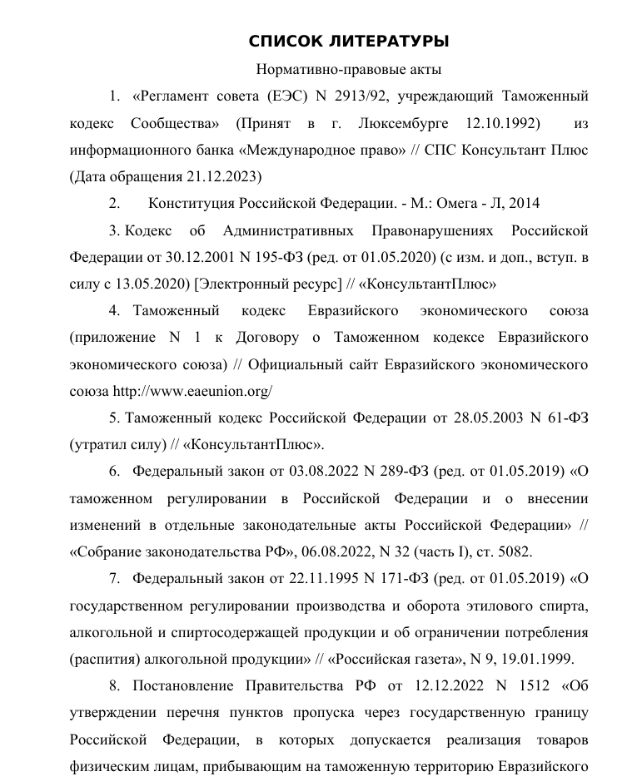 СПИСОК ЛИТЕРАТУРЫ
Нормативно-правовые акты
1. «Регламент совета (ЕЭС) N 2913/92, учреждающий Таможенный
кодекс Сообщества» (Принят в г. Люксембурге 12.10.1992) из
информационного банка «Международное право» // СПС Консультант Плюс
(Дата обращения 21.12.2023)
2. Конституция Российской Федерации. - М.: Омега - Л, 2014
3. Кодекс об Административных Правонарушениях Российской
Федерации от 30.12.2001 N 195-ФЗ (ред. от 01.05.2020) (с изм. и доп., вступ. в
силу с 13.05.2020) [Электронный ресурс] // «КонсультантПлюс»
4. Таможенный кодекс Евразийского экономического союза
(приложение N 1 к Договору о Таможенном кодексе Евразийского
экономического союза) // Официальный сайт Евразийского экономического
союза http://www.eaeunion.org/
5. Таможенный кодекс Российской Федерации от 28.05.2003 N 61-ФЗ
(утратил силу) // «КонсультантПлюс».
6. Федеральный закон от 03.08.2022 N 289-ФЗ (ред. от 01.05.2019) «О
таможенном регулировании в Российской Федерации и о внесении
изменений в отдельные законодательные акты Российской Федерации» //
«Собрание законодательства РФ», 06.08.2022, N 32 (часть I), ст. 5082.
7. Федеральный закон от 22.11.1995 N 171-ФЗ (ред. от 01.05.2019) «О
государственном регулировании производства и оборота этилового спирта,
алкогольной и спиртосодержащей продукции и об ограничении потребления
(распития) алкогольной продукции» // «Российская газета», N 9, 19.01.1999.
8. Постановление Правительства РФ от 12.12.2022 N 1512 «Об
утверждении перечня пунктов пропуска через государственную границу
Российской Федерации, в которых допускается реализация товаров
физическим лицам, прибывающим на таможенную территорию Евразийского